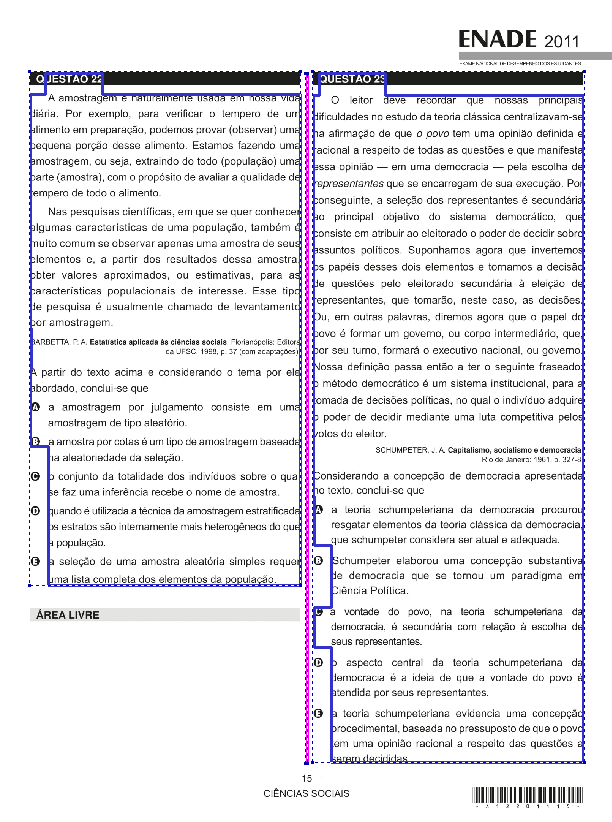 ENADE 2011
EXAME NACIONAL DE DESEMPENHO DOS ESTUDANTES
QUESTÃO 22
A amostragem é naturalmente usada em nossa vida
diária. Por exemplo, para verificar o tempero de um
alimento em preparação, podemos provar (observar) uma
pequena porção desse alimento. Estamos fazendo uma
amostragem, ou seja, extraindo do todo (população) uma
parte (amostra), com o propósito de avaliar a qualidade de
tempero de todo o alimento.
Nas pesquisas científicas, em que se quer conhecer
algumas características de uma população, também é
muito comum se observar apenas uma amostra de seus
elementos e, a partir dos resultados dessa amostra,
obter valores aproximados, ou estimativas, para as
características populacionais de interesse. Esse tipo
de pesquisa é usualmente chamado de levantamento
por amostragem.
BARBETTA, P. A. Estatística aplicada às ciências sociais. Florianópolis: Editora
da UFSC, 1998, p. 37 (com adaptações)
A partir do texto acima e considerando o tema por ele
abordado, conclui-se que
A a amostragem por julgamento consiste em uma
amostragem de tipo aleatório.
B a amostra por cotas é um tipo de amostragem baseada
na aleatoriedade da seleção.
C o conjunto da totalidade dos indivíduos sobre o qual
se faz uma inferência recebe o nome de amostra.
D quando é utilizada a técnica da amostragem estratificada
os estratos são internamente mais heterogêneos do que
a população.
E a seleção de uma amostra aleatória simples requer
uma lista completa dos elementos da população.
ÁREA LIVRE
QUESTÃO 23
O leitor deve recordar que nossas principais
dificuldades no estudo da teoria clássica centralizavam-se
na afirmação de que o povo tem uma opinião definida e
racional a respeito de todas as questões e que manifesta
essa opinião — em uma democracia — pela escolha de
representantes que se encarregam de sua execução. Por
conseguinte, a seleção dos representantes é secundária
ao principal objetivo do sistema democrático, que
consiste em atribuir ao eleitorado o poder de decidir sobre
assuntos políticos. Suponhamos agora que invertemos
os papéis desses dois elementos e tornamos a decisão
de questões pelo eleitorado secundária à eleição de
representantes, que tomarão, neste caso, as decisões.
Ou, em outras palavras, diremos agora que o papel do
povo é formar um governo, ou corpo intermediário, que,
por seu turno, formará o executivo nacional, ou governo.
Nossa definição passa então a ter o seguinte fraseado:
o método democrático é um sistema institucional, para a
tomada de decisões políticas, no qual o indivíduo adquire
o poder de decidir mediante uma luta competitiva pelos
votos do eleitor.
SCHUMPETER, J. A. Capitalismo, socialismo e democracia.
Rio de Janeiro: 1961, p. 327-8.
Considerando a concepção de democracia apresentada
no texto, conclui-se que
A a teoria schumpeteriana da democracia procurou
resgatar elementos da teoria clássica da democracia,
que schumpeter considera ser atual e adequada.
B Schumpeter elaborou uma concepção substantiva
de democracia que se tornou um paradigma em
Ciência Política.
C a vontade do povo, na teoria schumpeteriana da
democracia, é secundária com relação à escolha de
seus representantes.
D o aspecto central da teoria schumpeteriana da
democracia é a ideia de que a vontade do povo é
atendida por seus representantes.
E a teoria schumpeteriana evidencia uma concepção
procedimental, baseada no pressuposto de que o povo
tem uma opinião racional a respeito das questões a
serem decididas.
15
CIÊNCIAS SOCIAIS